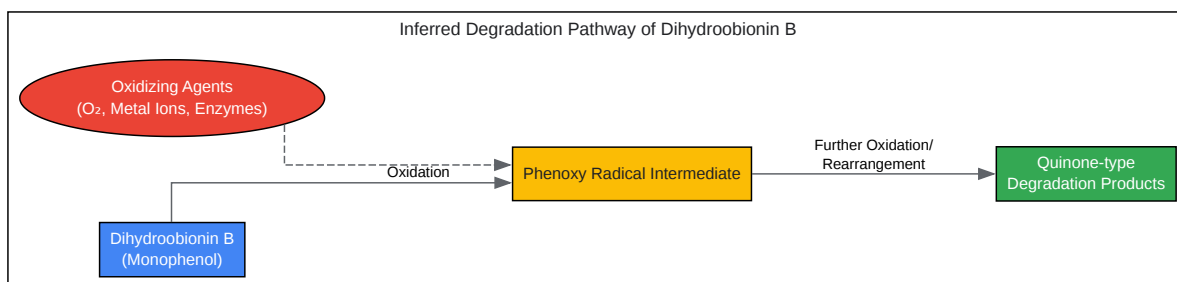 Inferred Degradation Pathway of Dihydroobionin B
Oxidizing Agents
(O₂, Metal Ions, Enzymes)
Oxidation
Dihydroobionin B
(Monophenol)
Phenoxy Radical Intermediate
Further Oxidation/
Rearrangement
Quinone-type
Degradation Products